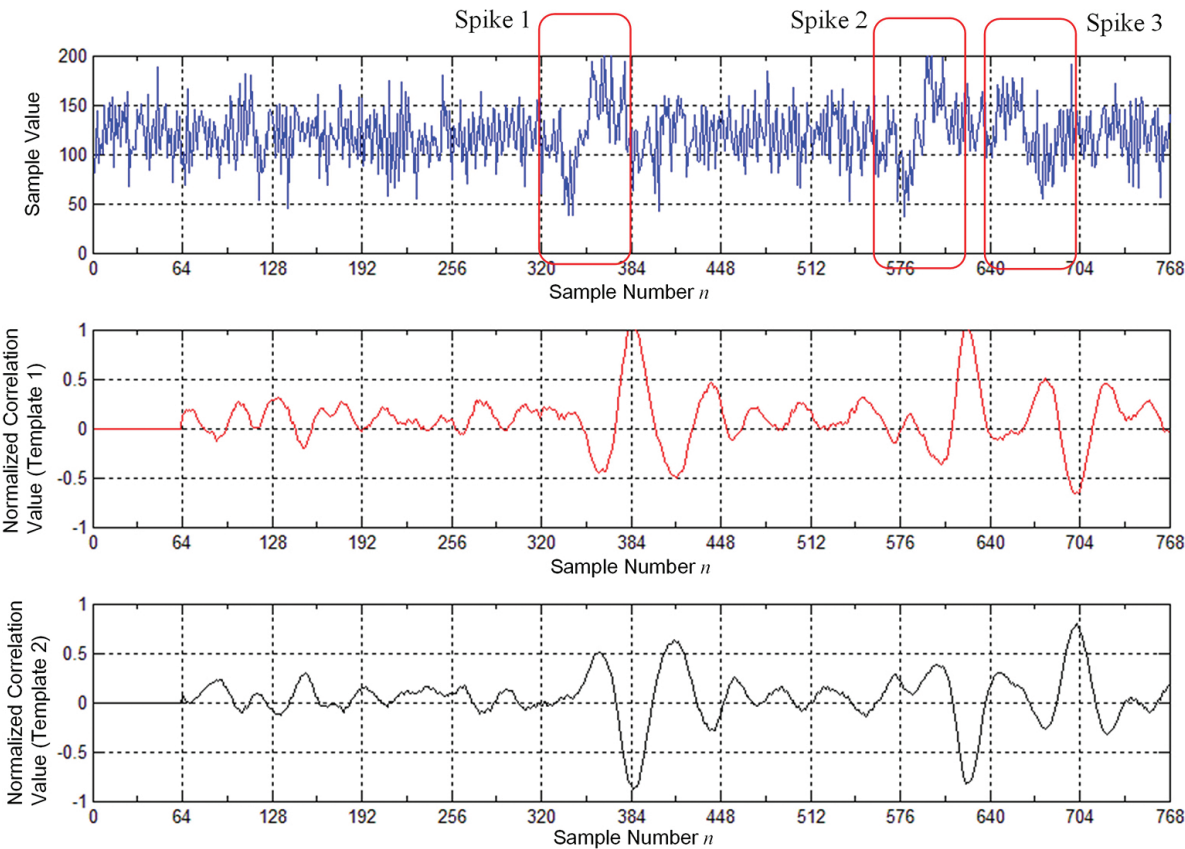 Spike 1
Spike 2
Spike 3
Sample Value
200
150
100
50
0
0 64 128 192 256 320 384 448 512 576 640 704 768
Sample Number n
Normalized Correlation
Value (Template 1)
1
0.5
0
-0.5
-1
0 64 128 192 256 320 384 448 512 576 640 704 768
Sample Number n
Normalized Correlation
Value (Template 2)
1
0.5
0
-0.5
-1
0 64 128 192 256 320 384 448 512 576 640 704 768
Sample Number n